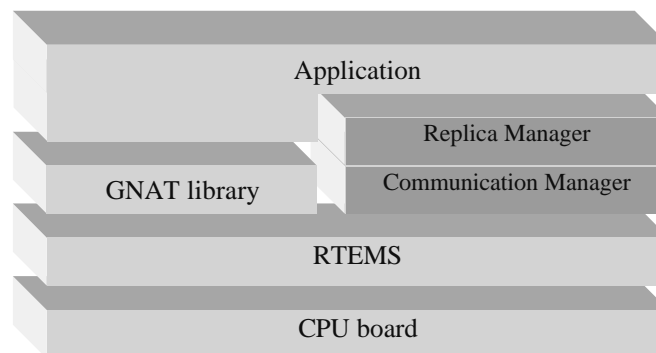 Application
Replica Manager
GNAT library
Communication Manager
RTEMS
CPU board